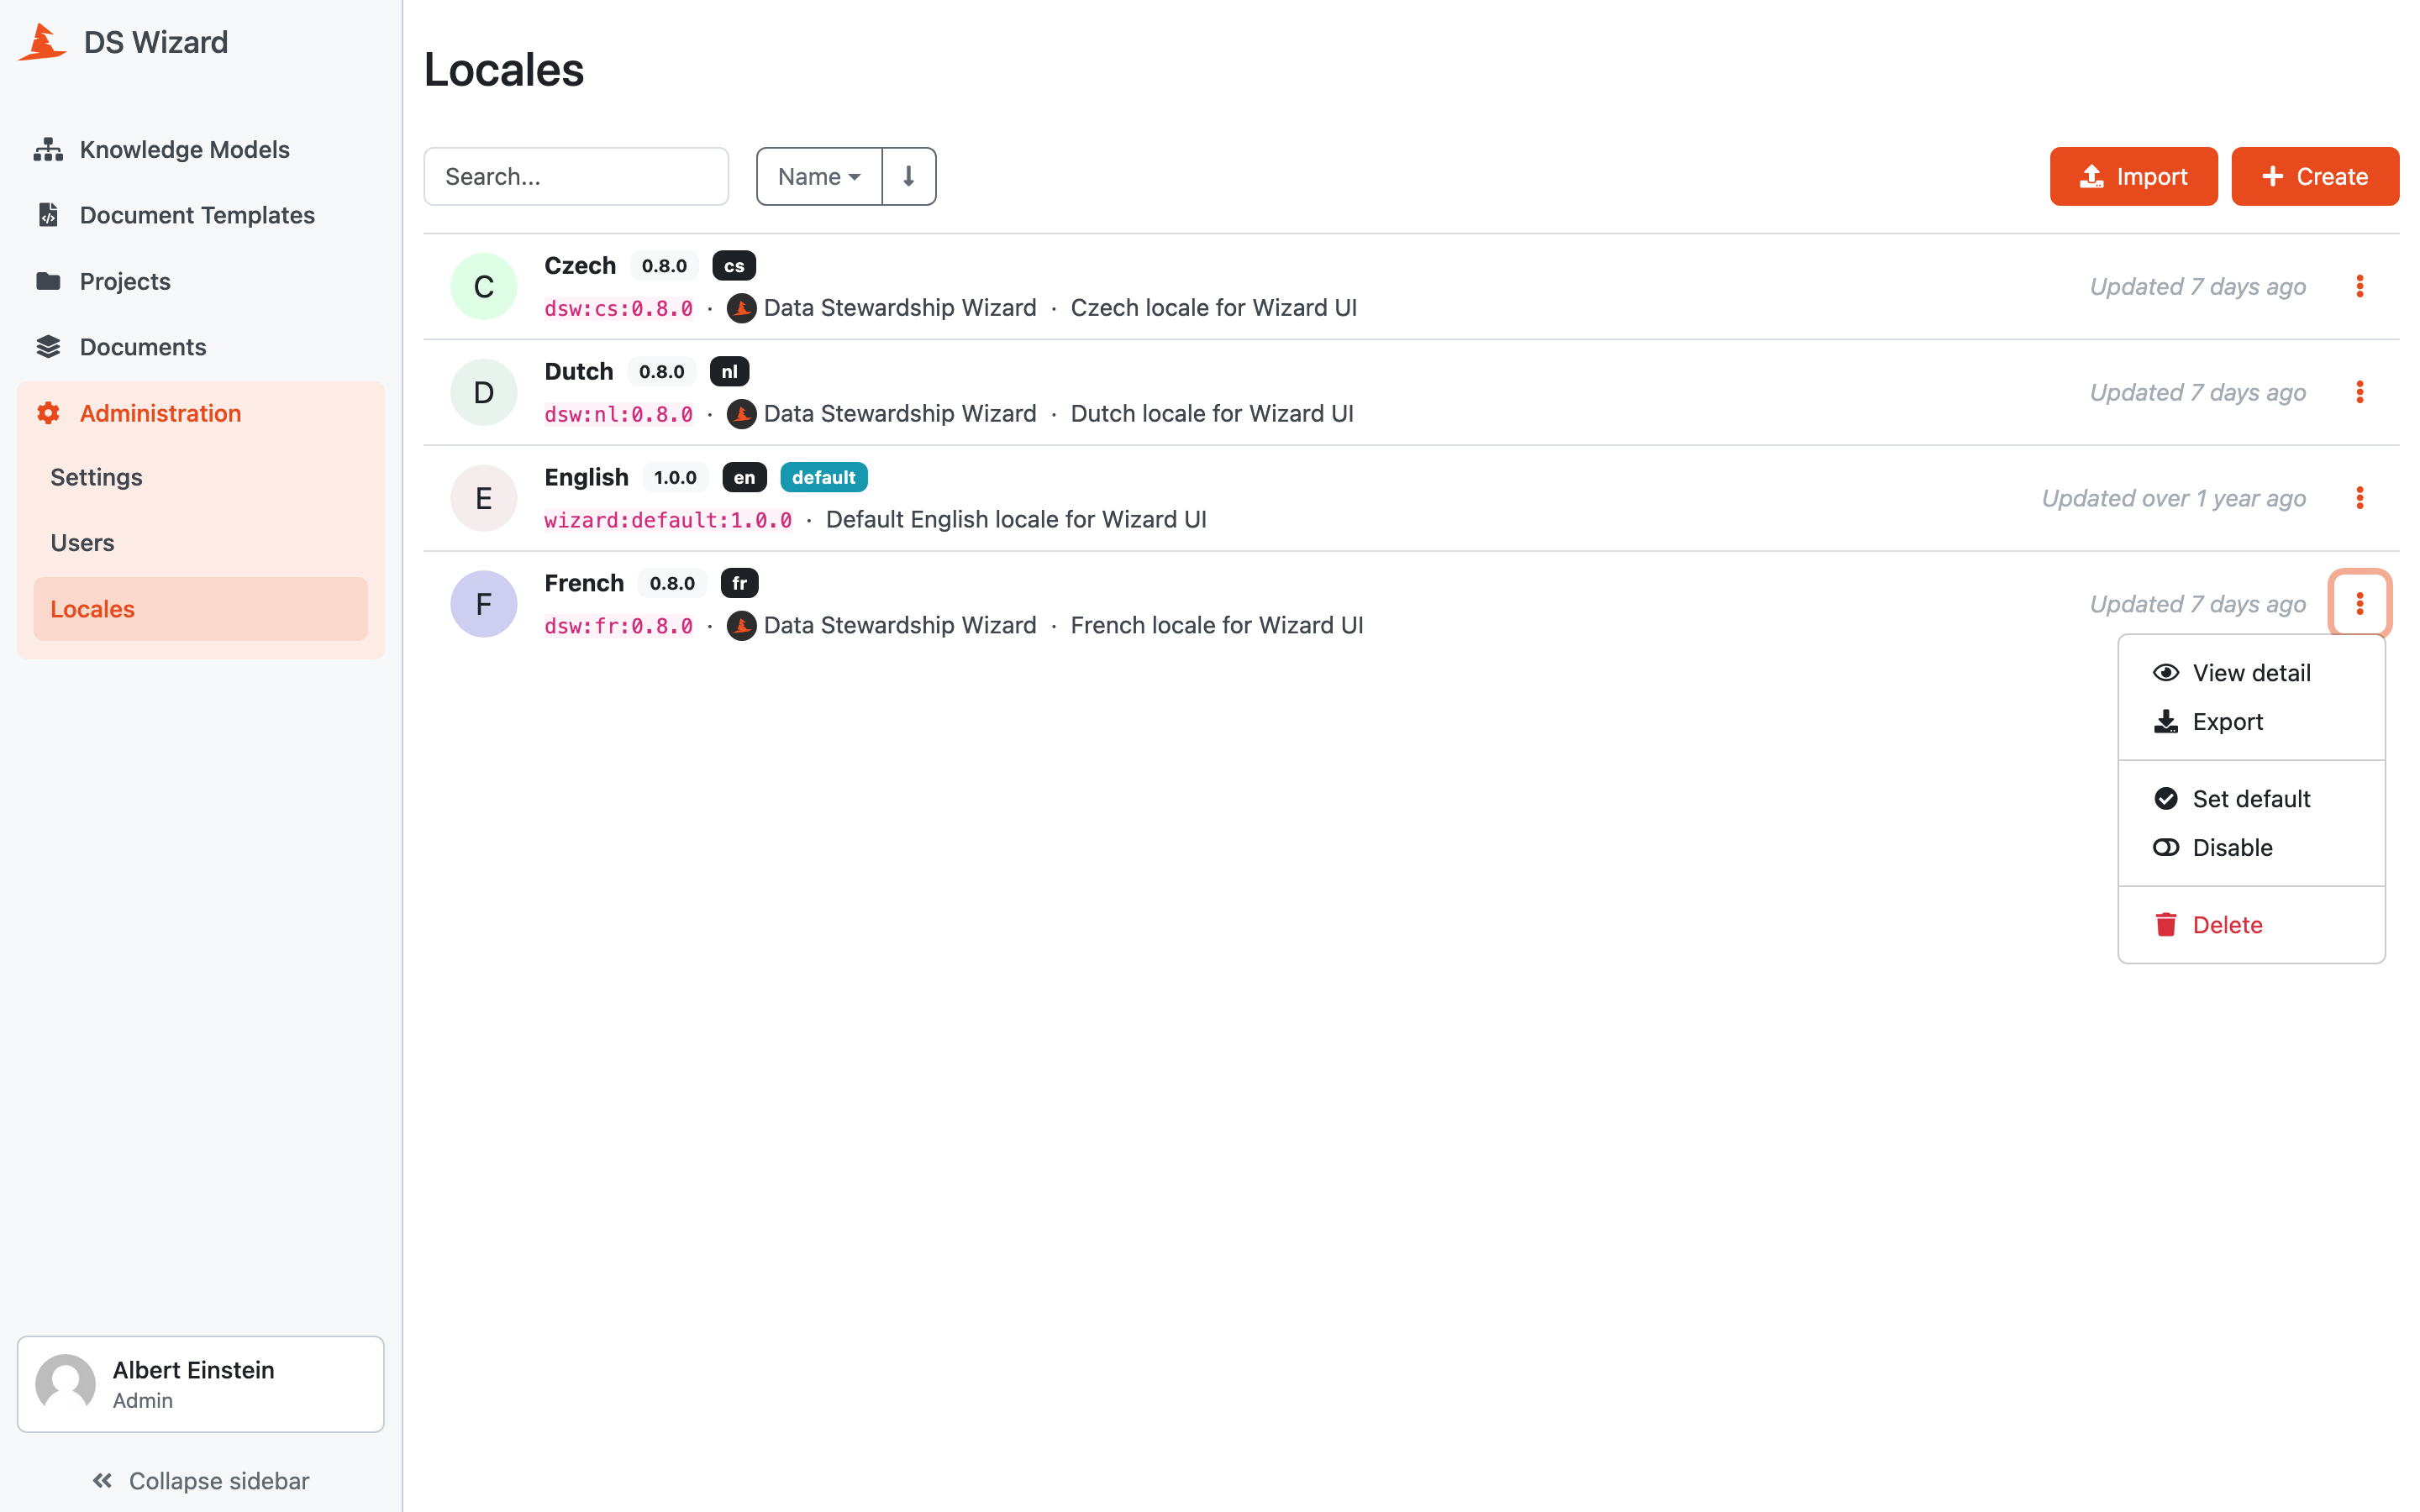 DS Wizard
Knowledge Models
Document Templates
Projects
Documents
Administration
Settings
Users
Locales
Albert Einstein
Admin
Collapse sidebar
Locales
Search...
Name
Import
Create
C
Czech 0.8.0 cs
dsw:cs:0.8.0 · Data Stewardship Wizard · Czech locale for Wizard UI
Updated 7 days ago
D
Dutch 0.8.0 nl
dsw:nl:0.8.0 · Data Stewardship Wizard · Dutch locale for Wizard UI
Updated 7 days ago
E
English 1.0.0 en default
wizard:default:1.0.0 · Default English locale for Wizard UI
Updated over 1 year ago
F
French 0.8.0 fr
dsw:fr:0.8.0 · Data Stewardship Wizard · French locale for Wizard UI
Updated 7 days ago
View detail
Export
Set default
Disable
Delete